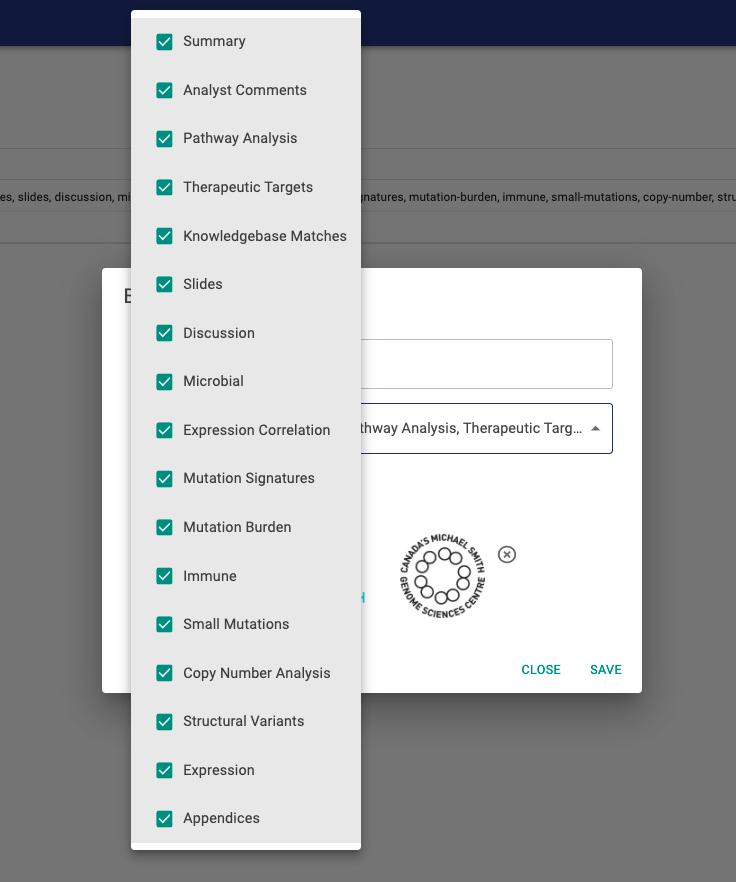 Summary
Analyst Comments
Pathway Analysis
Therapeutic Targets
es, slides, discussion, mi
natures, mutation-burden, immune, small-mutations, copy-number, stru
Knowledgebase Matches
Slides
Discussion
Microbial
Expression Correlation
thway Analysis, Therapeutic Targ...
Mutation Signatures
Mutation Burden
Immune
CANADA'S MICHAEL SMITH
GENOME SCIENCES CENTRE
Small Mutations
Copy Number Analysis
CLOSE
SAVE
Structural Variants
Expression
Appendices